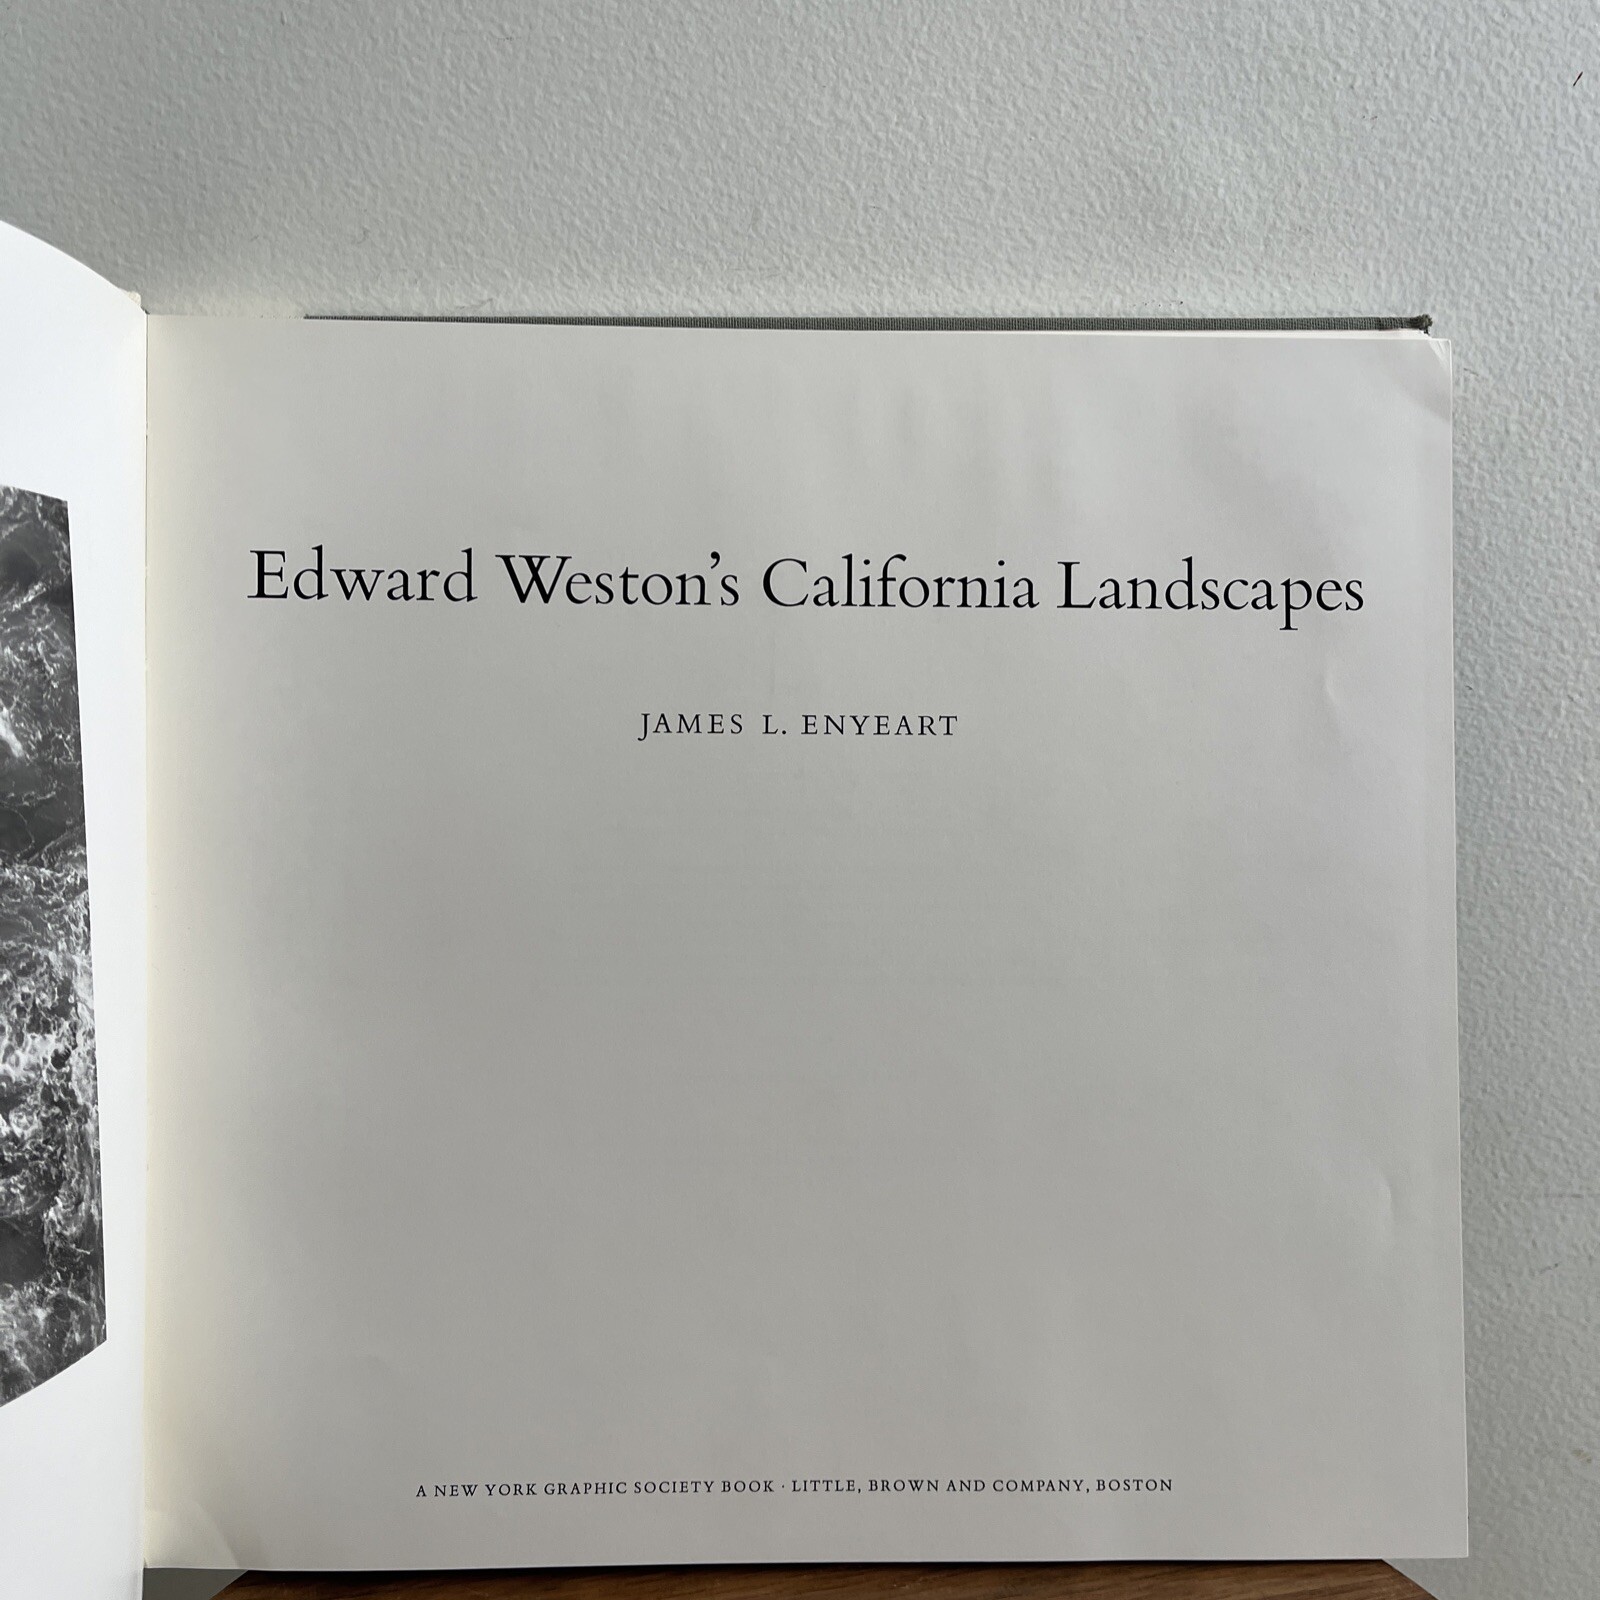 Edward Weston’s California Landscapes
JAMES L. ENYEART
A NEW YORK GRAPHIC SOCIETY BOOK · LITTLE, BROWN AND COMPANY, BOSTON